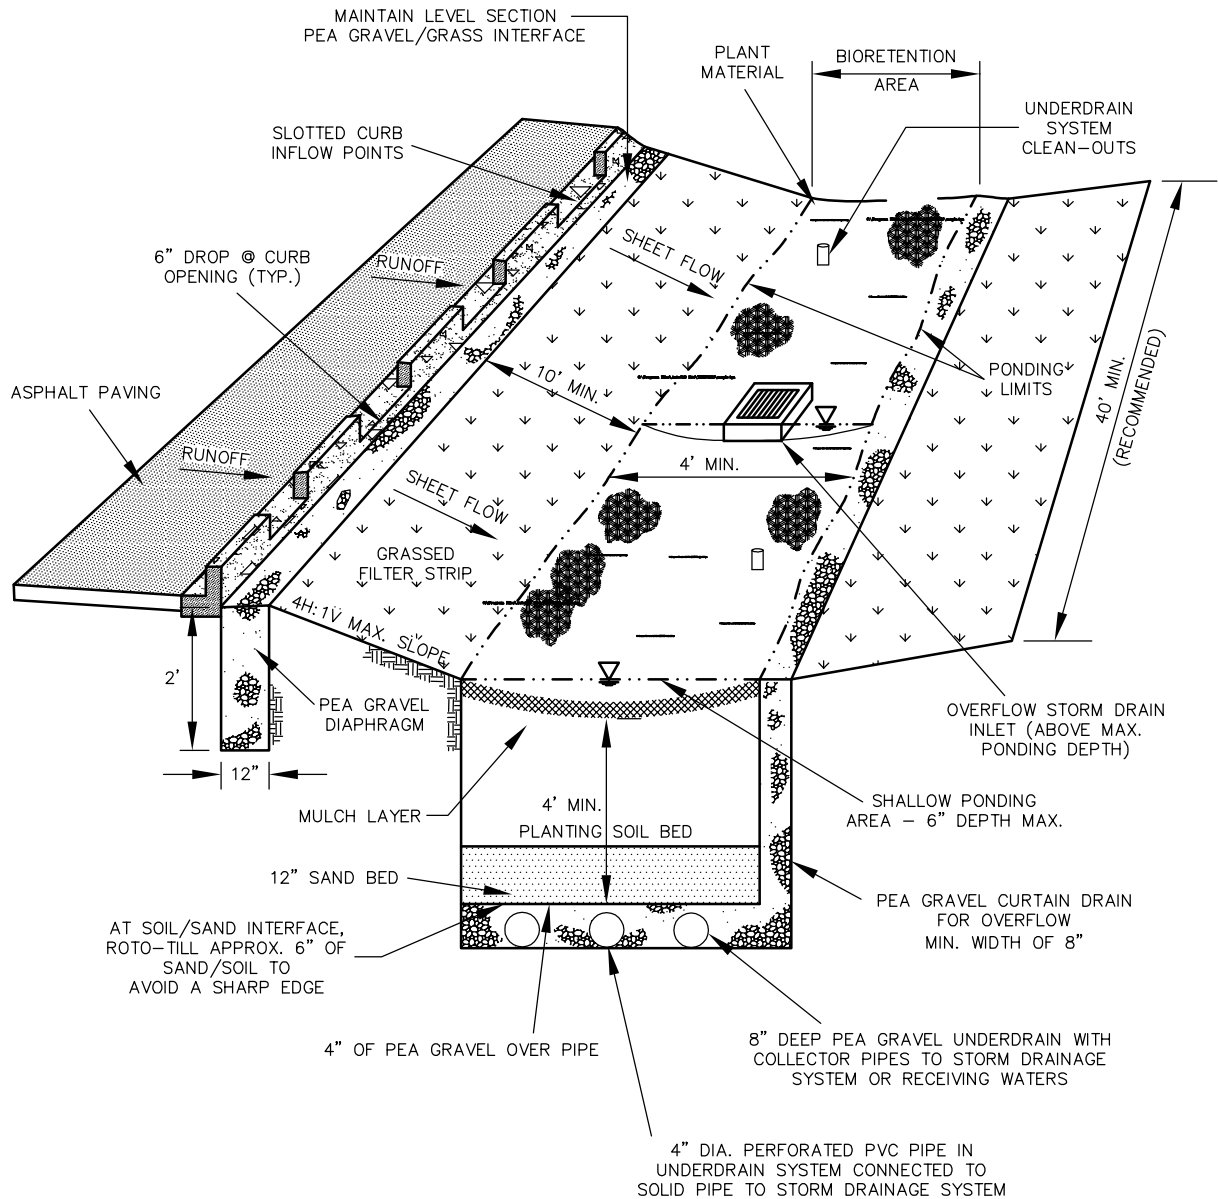 MAINTAIN LEVEL SECTION
PEA GRAVEL/GRASS INTERFACE
PLANT
MATERIAL
BIORETENTION
AREA
UNDERDRAIN
SYSTEM
CLEAN-OUTS
SLOTTED CURB
INFLOW POINTS
6" DROP @ CURB
OPENING (TYP.)
RUNOFF
SHEET FLOW
ASPHALT PAVING
10' MIN.
PONDING
LIMITS
40' MIN.
(RECOMMENDED)
RUNOFF
4' MIN.
SHEET FLOW
GRASSED
FILTER STRIP
4H:1V MAX. SLOPE
2'
PEA GRAVEL
DIAPHRAGM
12"
OVERFLOW STORM DRAIN
INLET (ABOVE MAX.
PONDING DEPTH)
MULCH LAYER
4' MIN.
PLANTING SOIL BED
SHALLOW PONDING
AREA – 6" DEPTH MAX.
12" SAND BED
PEA GRAVEL CURTAIN DRAIN
FOR OVERFLOW
MIN. WIDTH OF 8"
AT SOIL/SAND INTERFACE,
ROTO-TILL APPROX. 6" OF
SAND/SOIL TO
AVOID A SHARP EDGE
4" OF PEA GRAVEL OVER PIPE
8" DEEP PEA GRAVEL UNDERDRAIN WITH
COLLECTOR PIPES TO STORM DRAINAGE
SYSTEM OR RECEIVING WATERS
4" DIA. PERFORATED PVC PIPE IN
UNDERDRAIN SYSTEM CONNECTED TO
SOLID PIPE TO STORM DRAINAGE SYSTEM